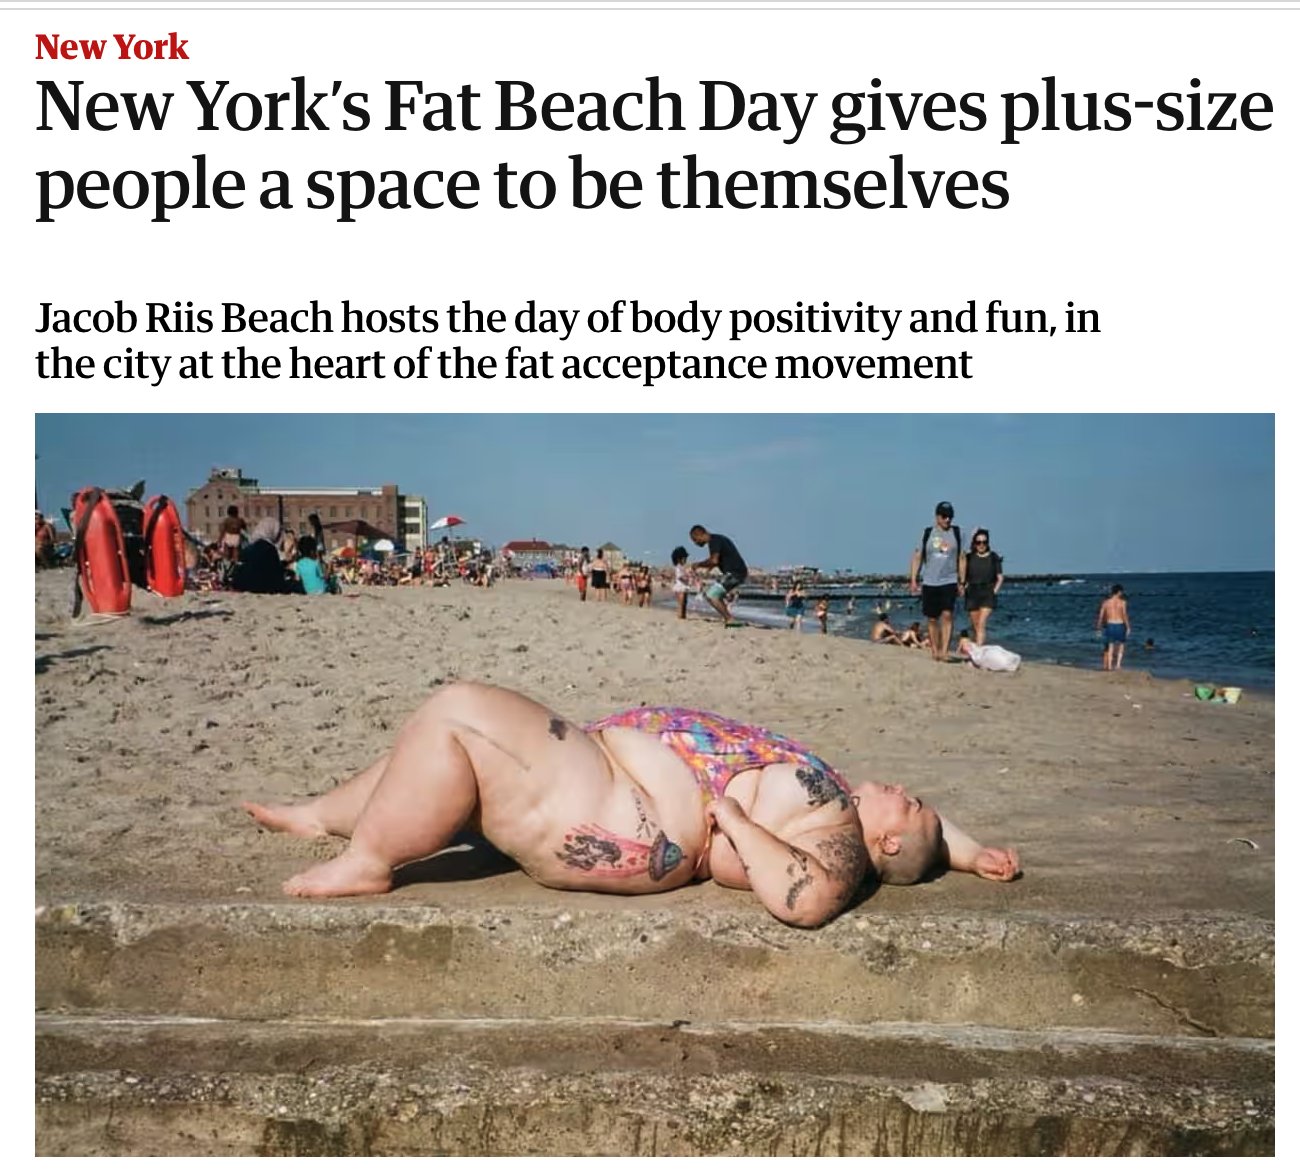 New York
New York’s Fat Beach Day gives plus-size
people a space to be themselves
Jacob Riis Beach hosts the day of body positivity and fun, in
the city at the heart of the fat acceptance movement